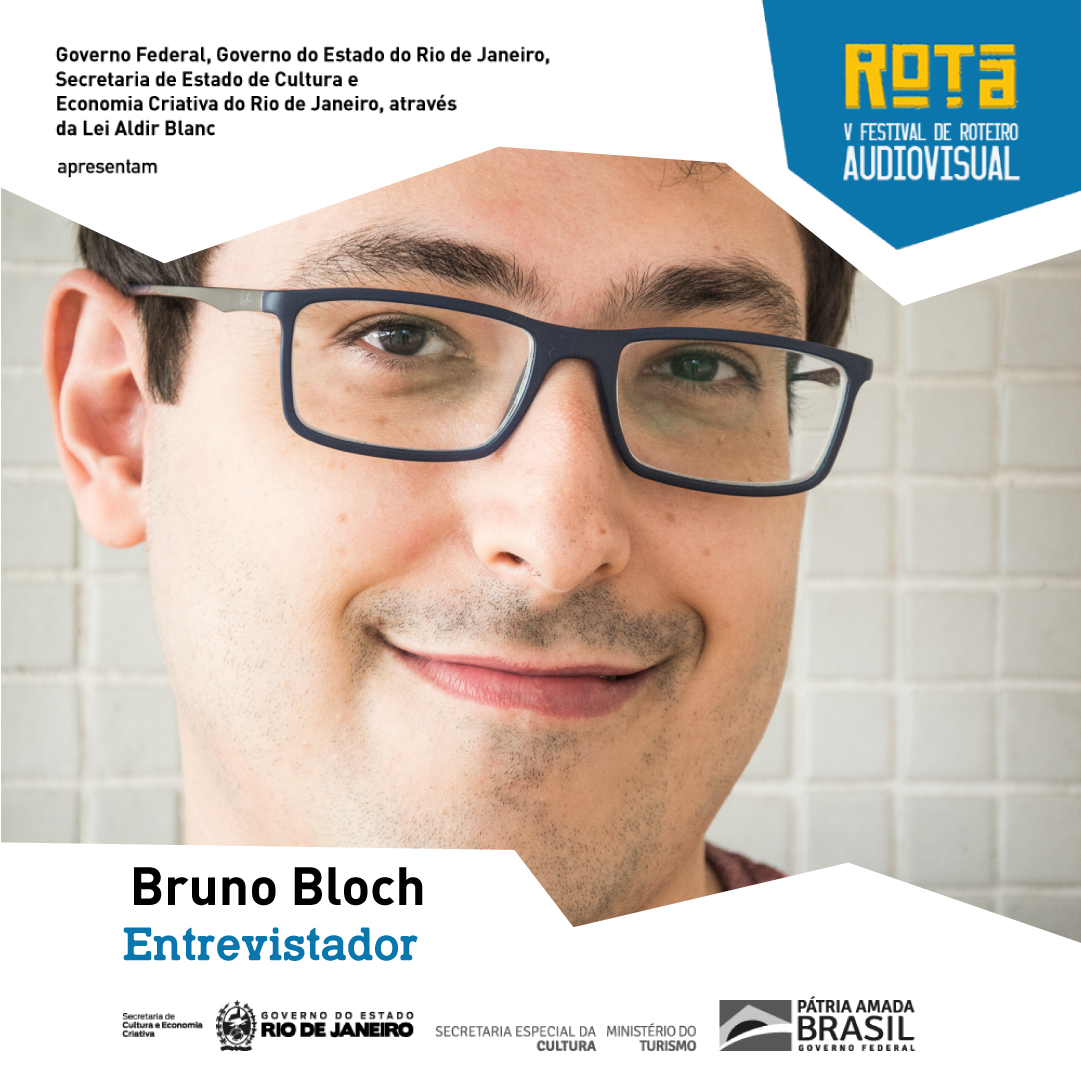 Governo Federal, Governo do Estado do Rio de Janeiro,
Secretaria de Estado de Cultura e
Economia Criativa do Rio de Janeiro, através
da Lei Aldir Blanc
apresentam
ROTA
V FESTIVAL DE ROTEIRO
AUDIOVISUAL
Bruno Bloch
Entrevistador
Secretaria de
Cultura e Economia
Criativa
GOVERNO DO ESTADO
RIO DE JANEIRO
SECRETARIA ESPECIAL DA
CULTURA
MINISTÉRIO DO
TURISMO
PÁTRIA AMADA
BRASIL
GOVERNO FEDERAL